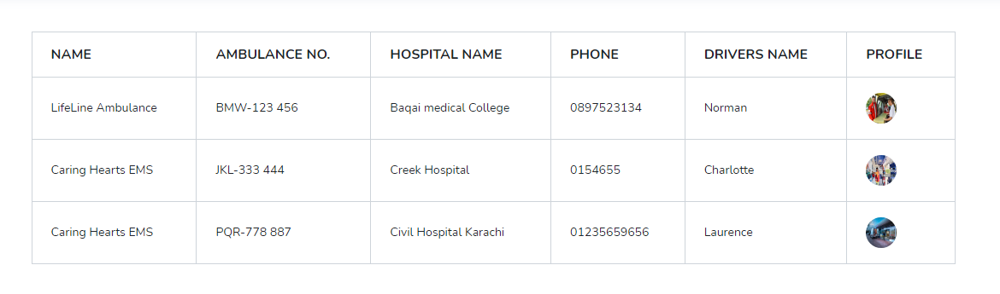 NAME AMBULANCE NO. HOSPITAL NAME PHONE DRIVERS NAME PROFILE
LifeLine Ambulance BMW-123 456 Baqai medical College 0897523134 Norman
Caring Hearts EMS JKL-333 444 Creek Hospital 0154655 Charlotte
Caring Hearts EMS PQR-778 887 Civil Hospital Karachi 01235659656 Laurence